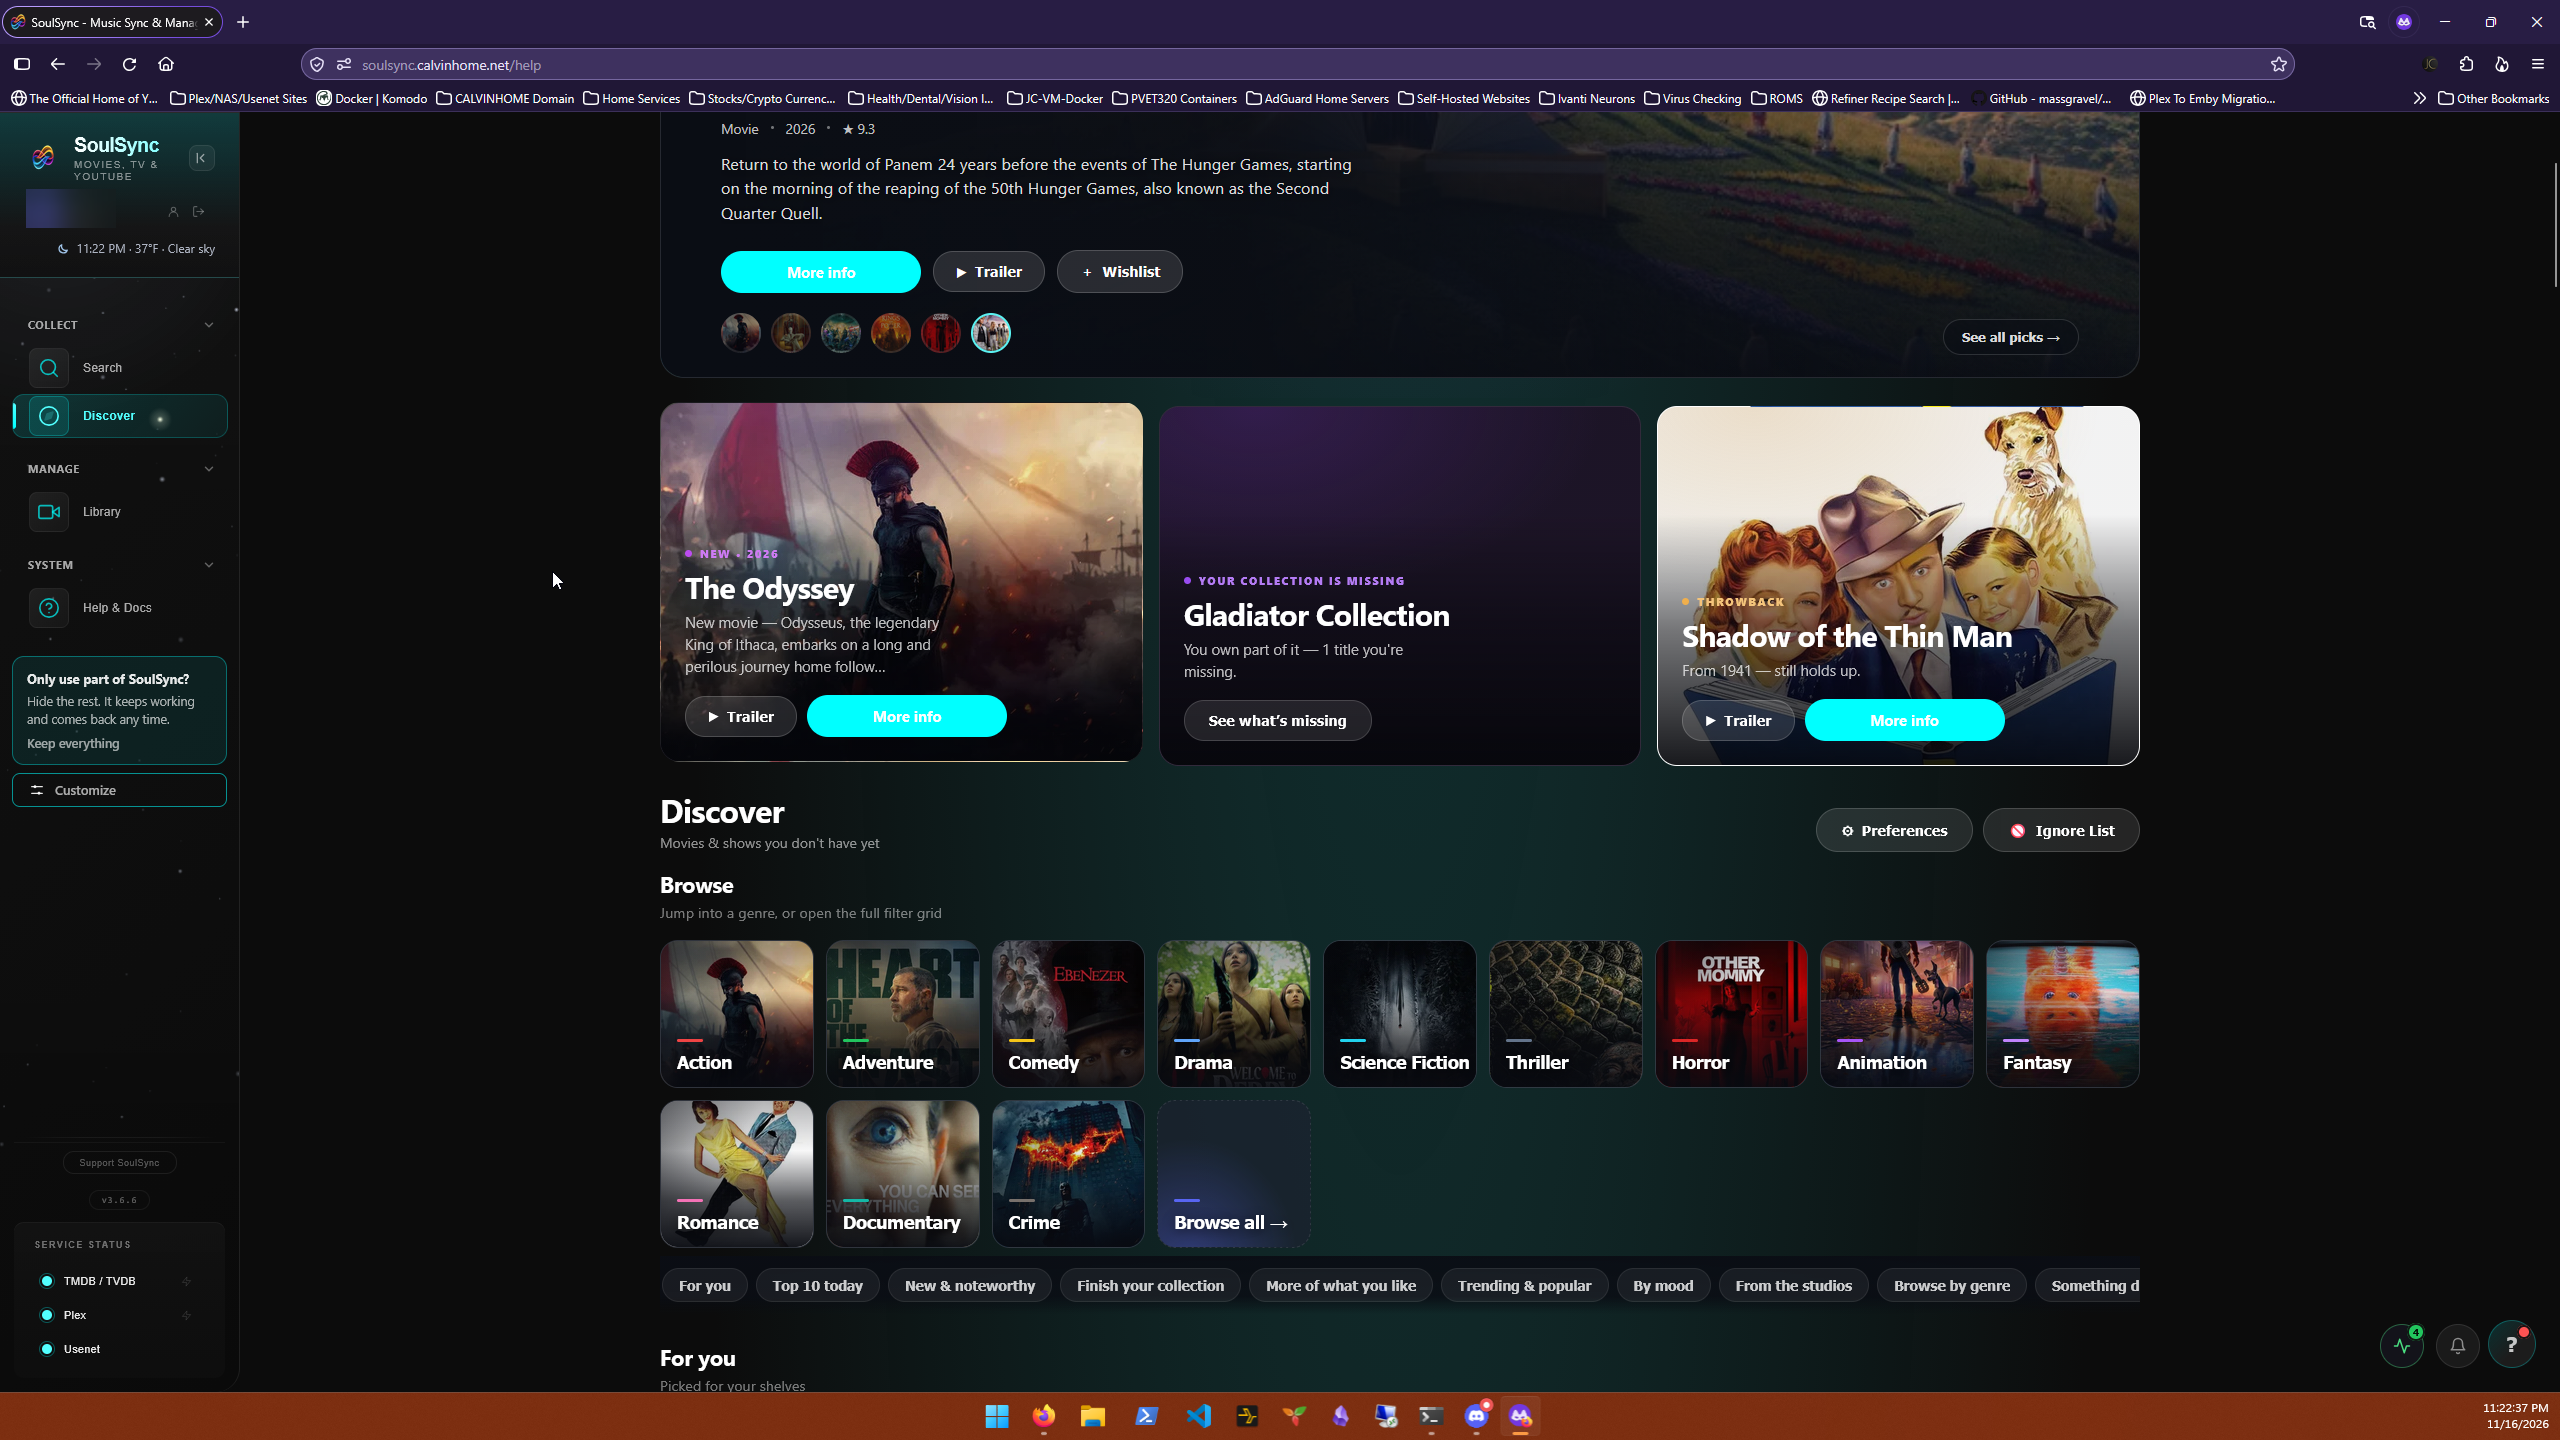 SoulSync - Music Sync & Mana
soulsync.calvinhome.net/help
The Official Home of Y...
Plex/NAS/Usenet Sites
Docker | Komodo
CALVINHOME Domain
Home Services
Stocks/Crypto Currenc...
Health/Dental/Vision I...
JC-VM-Docker
PVET320 Containers
AdGuard Home Servers
Self-Hosted Websites
Ivanti Neurons
Virus Checking
ROMS
Refiner Recipe Search |...
GitHub - massgravel/...
Plex To Emby Migratio...
Other Bookmarks
SoulSync
MOVIES, TV &
YOUTUBE
11:22 PM · 37°F · Clear sky
COLLECT
Search
Discover
MANAGE
Library
SYSTEM
Help & Docs
Only use part of SoulSync?
Hide the rest. It keeps working
and comes back any time.
Keep everything
Customize
Support SoulSync
v3.6.6
SERVICE STATUS
TMDB / TVDB
Plex
Usenet
Movie • 2026 • ★ 9.3
Return to the world of Panem 24 years before the events of The Hunger Games, starting
on the morning of the reaping of the 50th Hunger Games, also known as the Second
Quarter Quell.
More info
▶ Trailer
+ Wishlist
See all picks →
NEW · 2026
The Odyssey
New movie — Odysseus, the legendary
King of Ithaca, embarks on a long and
perilous journey home follow...
▶ Trailer
More info
YOUR COLLECTION IS MISSING
Gladiator Collection
You own part of it — 1 title you're
missing.
See what's missing
THROWBACK
Shadow of the Thin Man
From 1941 — still holds up.
▶ Trailer
More info
Discover
Movies & shows you don't have yet
Preferences
Ignore List
Browse
Jump into a genre, or open the full filter grid
Action
HEART
OF
THE
Adventure
EBENEZER
Comedy
WELCOME TO
Drama
Science Fiction
Thriller
OTHER
MOMMY
Horror
Animation
Fantasy
Romance
YOU CAN SEE
EVERYTHING
Documentary
Crime
Browse all →
For you
Top 10 today
New & noteworthy
Finish your collection
More of what you like
Trending & popular
By mood
From the studios
Browse by genre
Something d
For you
Picked for your shelves
4
?
11:22:37 PM
11/16/2026